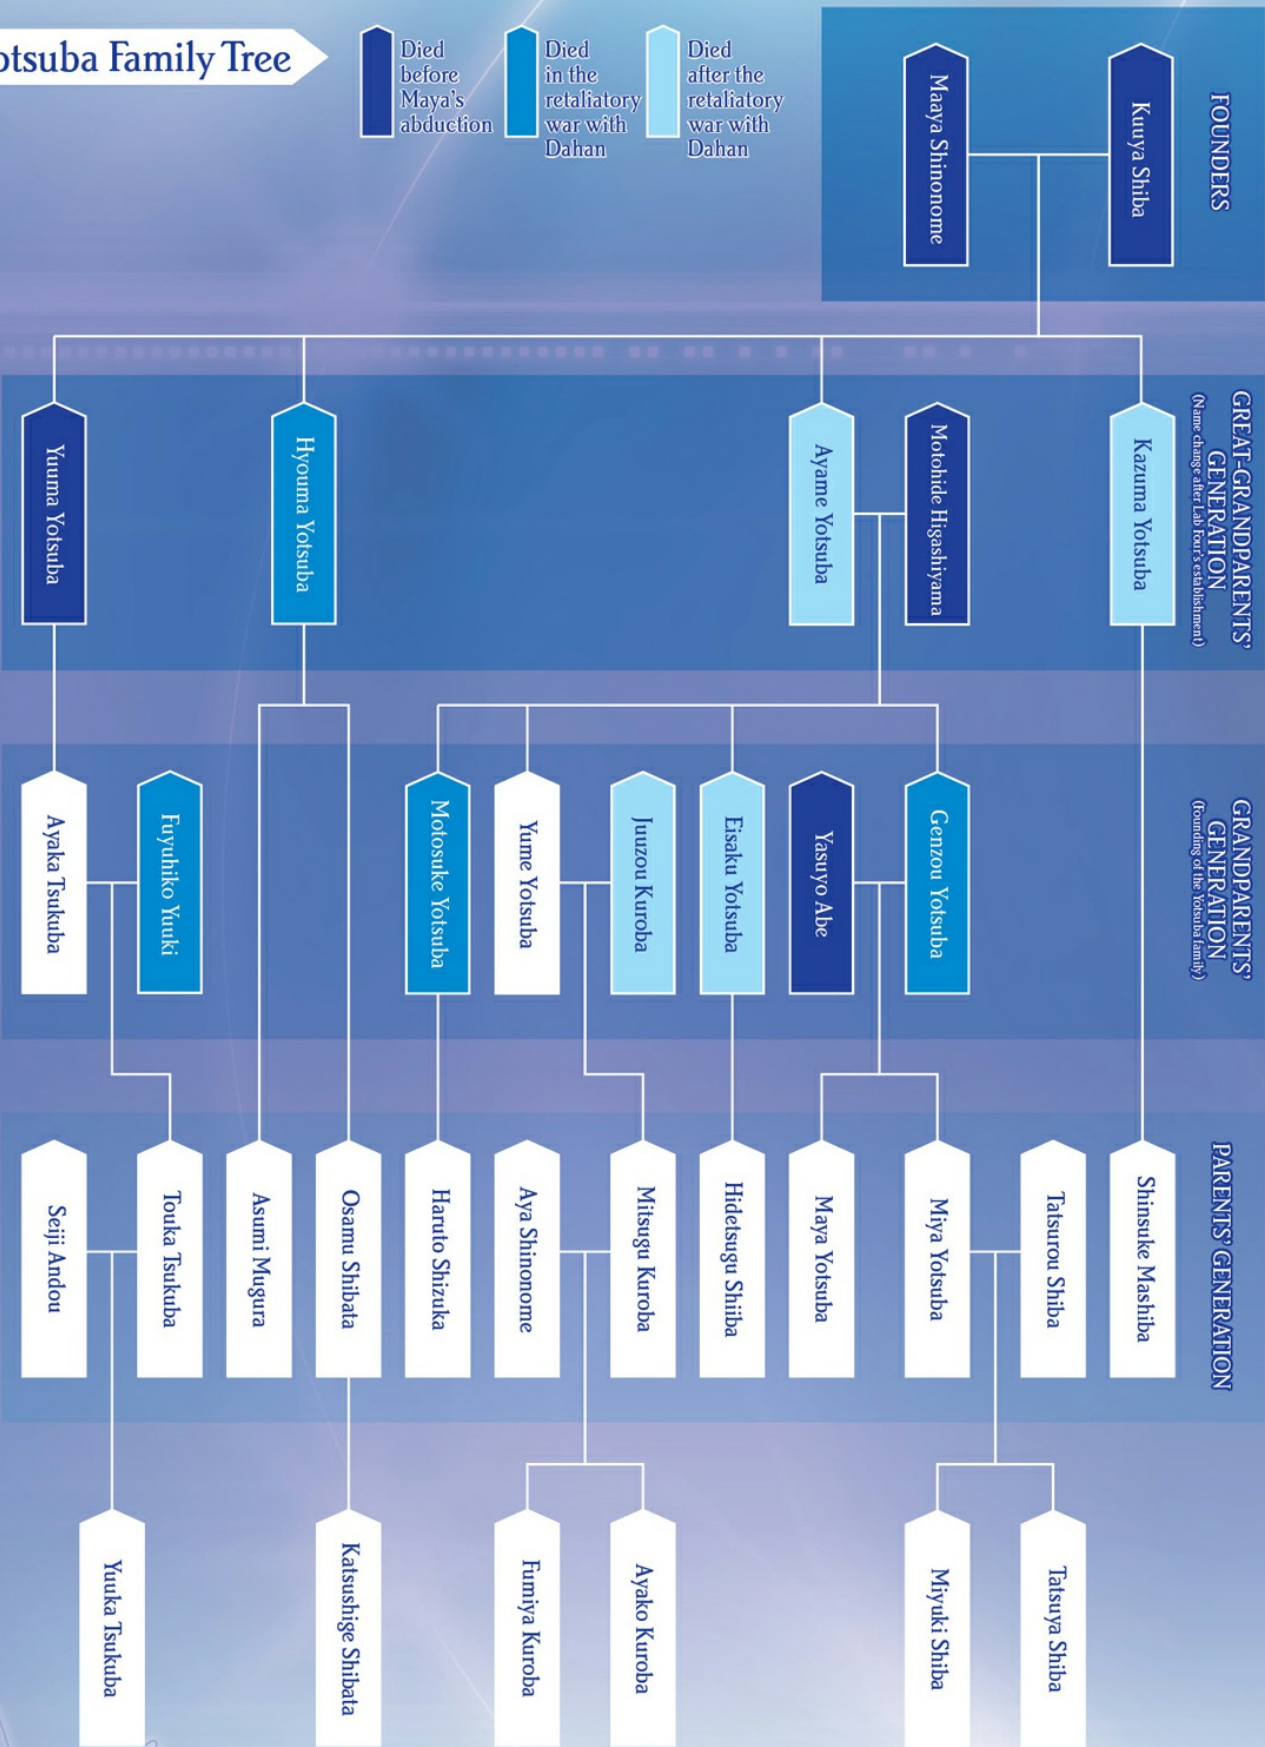 otsuba Family Tree
Died
before
Maya's
abduction
Died
in the
retaliatory
war with
Dahan
Died
after the
retaliatory
war with
Dahan
FOUNDERS
Kuuya Shiba
Maaya Shinonome
GREAT-GRANDPARENTS'
GENERATION
(Name change after Lab Four's establishment)
Kazuma Yotsuba
Motohide Higashiyama
Ayame Yotsuba
Hyouma Yotsuba
Yuuma Yotsuba
GRANDPARENTS'
GENERATION
(Founding of the Yotsuba family)
Genzou Yotsuba
Yasuyo Abe
Eisaku Yotsuba
Juuzou Kuroba
Yume Yotsuba
Motosuke Yotsuba
Fuyuhiko Yuuki
Ayaka Tsukuba
PARENTS' GENERATION
Shinsuke Mashiba
Tatsurou Shiba
Miya Yotsuba
Maya Yotsuba
Hidetsugu Shiiba
Mitsugu Kuroba
Aya Shinonome
Haruto Shizuka
Osamu Shibata
Asumi Mugura
Touka Tsukuba
Seiji Andou
Tatsuya Shiba
Miyuki Shiba
Ayako Kuroba
Fumiya Kuroba
Katsushige Shibata
Yuuka Tsukuba